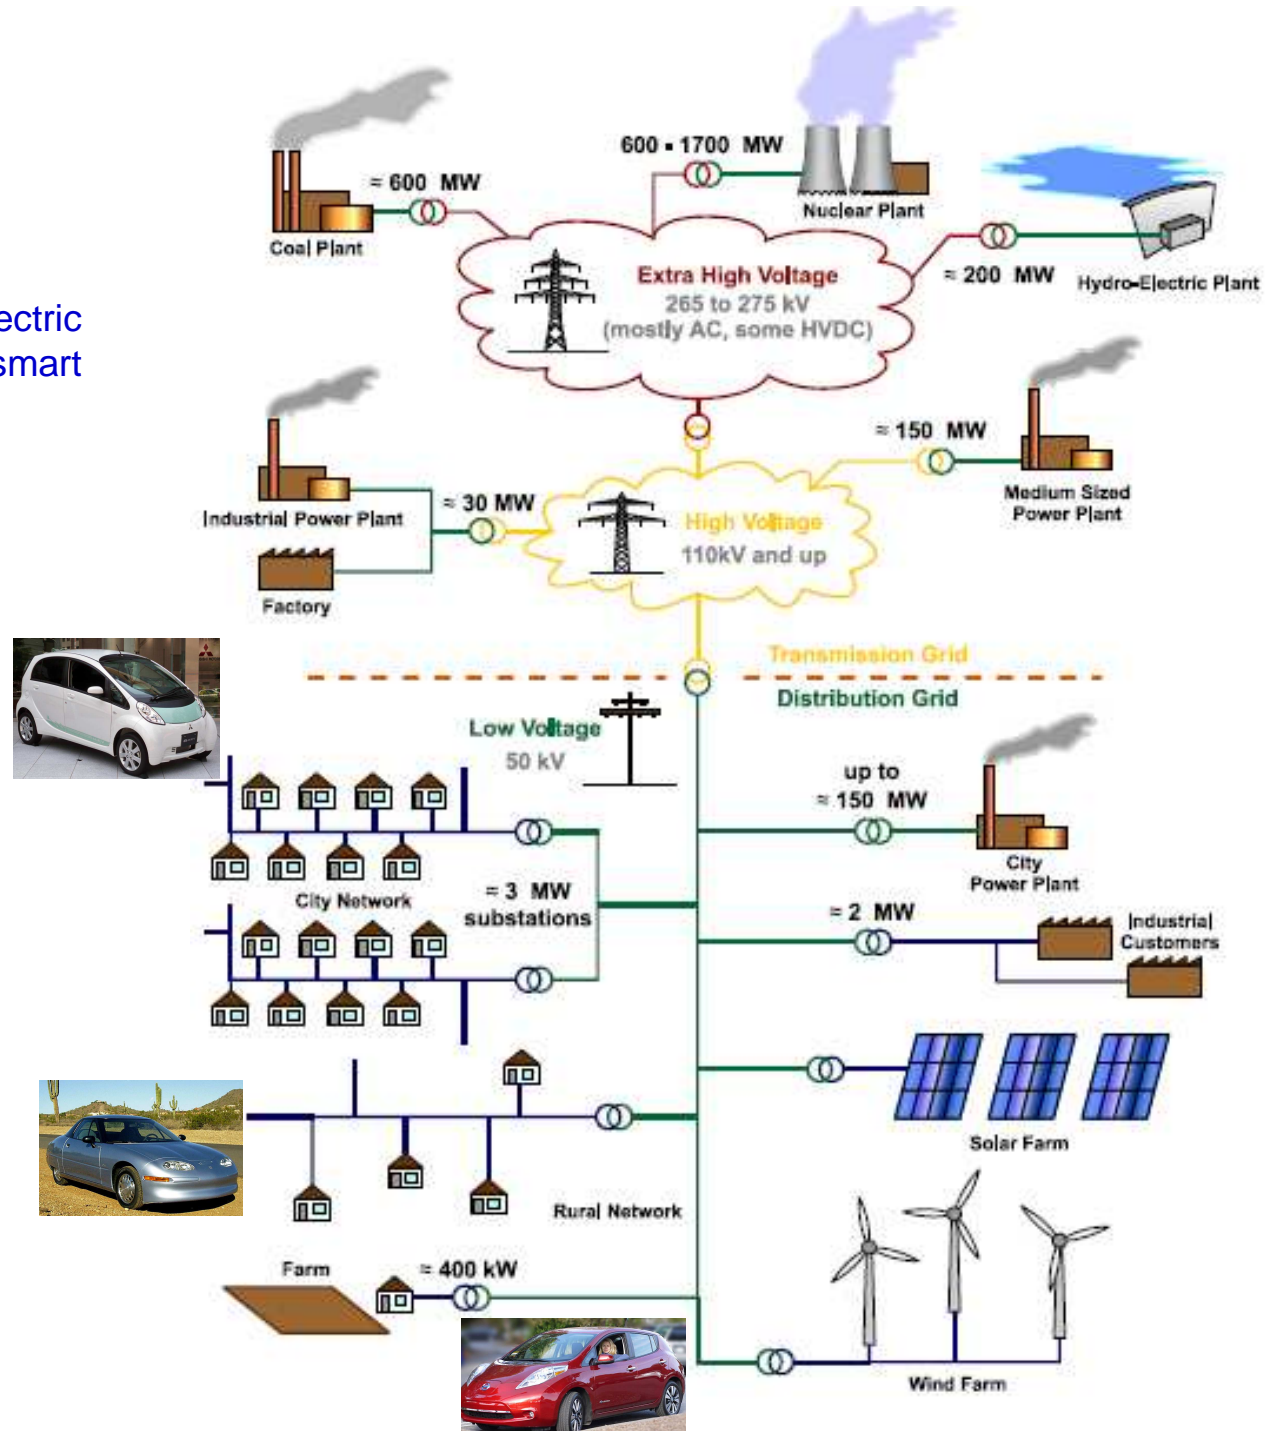 ectric
smart
600 - 1700 MW
≈ 600 MW
Nuclear Plant
Coal Plant
Extra High Voltage
265 to 275 kV
(mostly AC, some HVDC)
≈ 200 MW
Hydro-Electric Plant
≈ 150 MW
Medium Sized
Power Plant
≈ 30 MW
Industrial Power Plant
High Voltage
110kV and up
Factory
Transmission Grid
Distribution Grid
Low Voltage
50 kV
up to
≈ 150 MW
City
Power Plant
City Network
≈ 3 MW
substations
≈ 2 MW
Industrial
Customers
Solar Farm
Rural Network
Farm
≈ 400 kW
Wind Farm